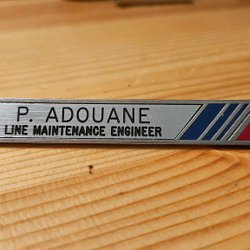 P. ADOUANE
LINE MAINTENANCE ENGINEER